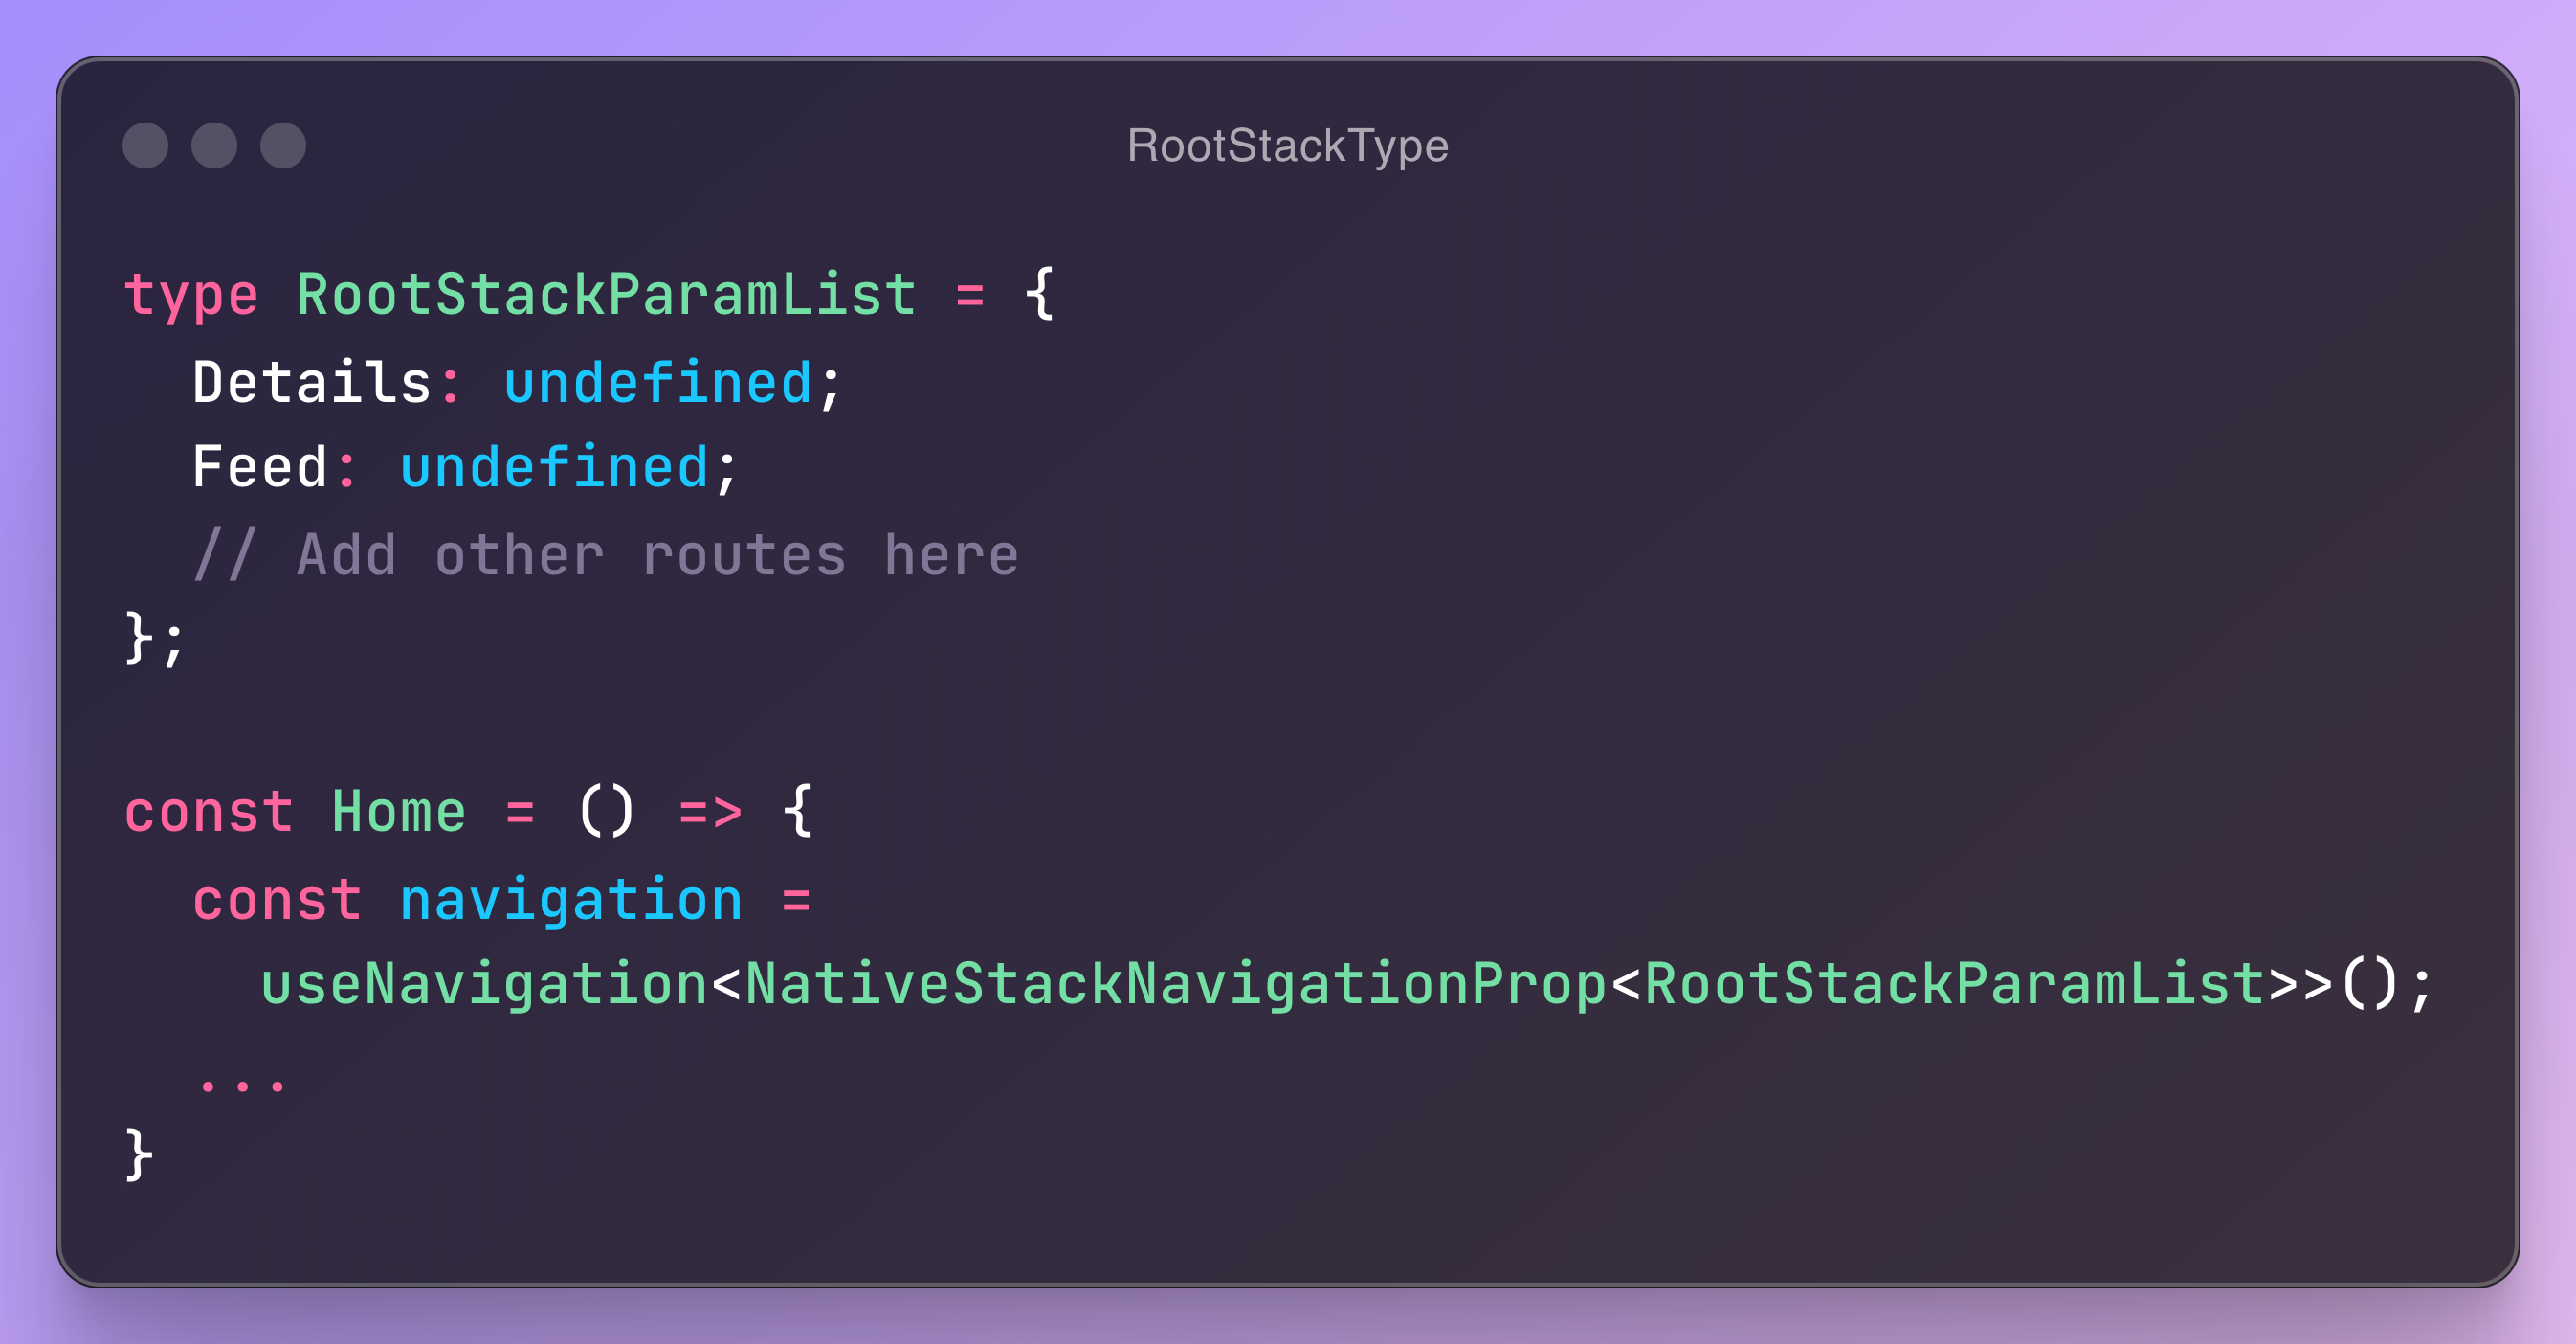 RootStackType
type RootStackParamList = {
  Details: undefined;
  Feed: undefined;
  // Add other routes here
};

const Home = () => {
  const navigation =
    useNavigation<NativeStackNavigationProp<RootStackParamList>>();
  ...
}